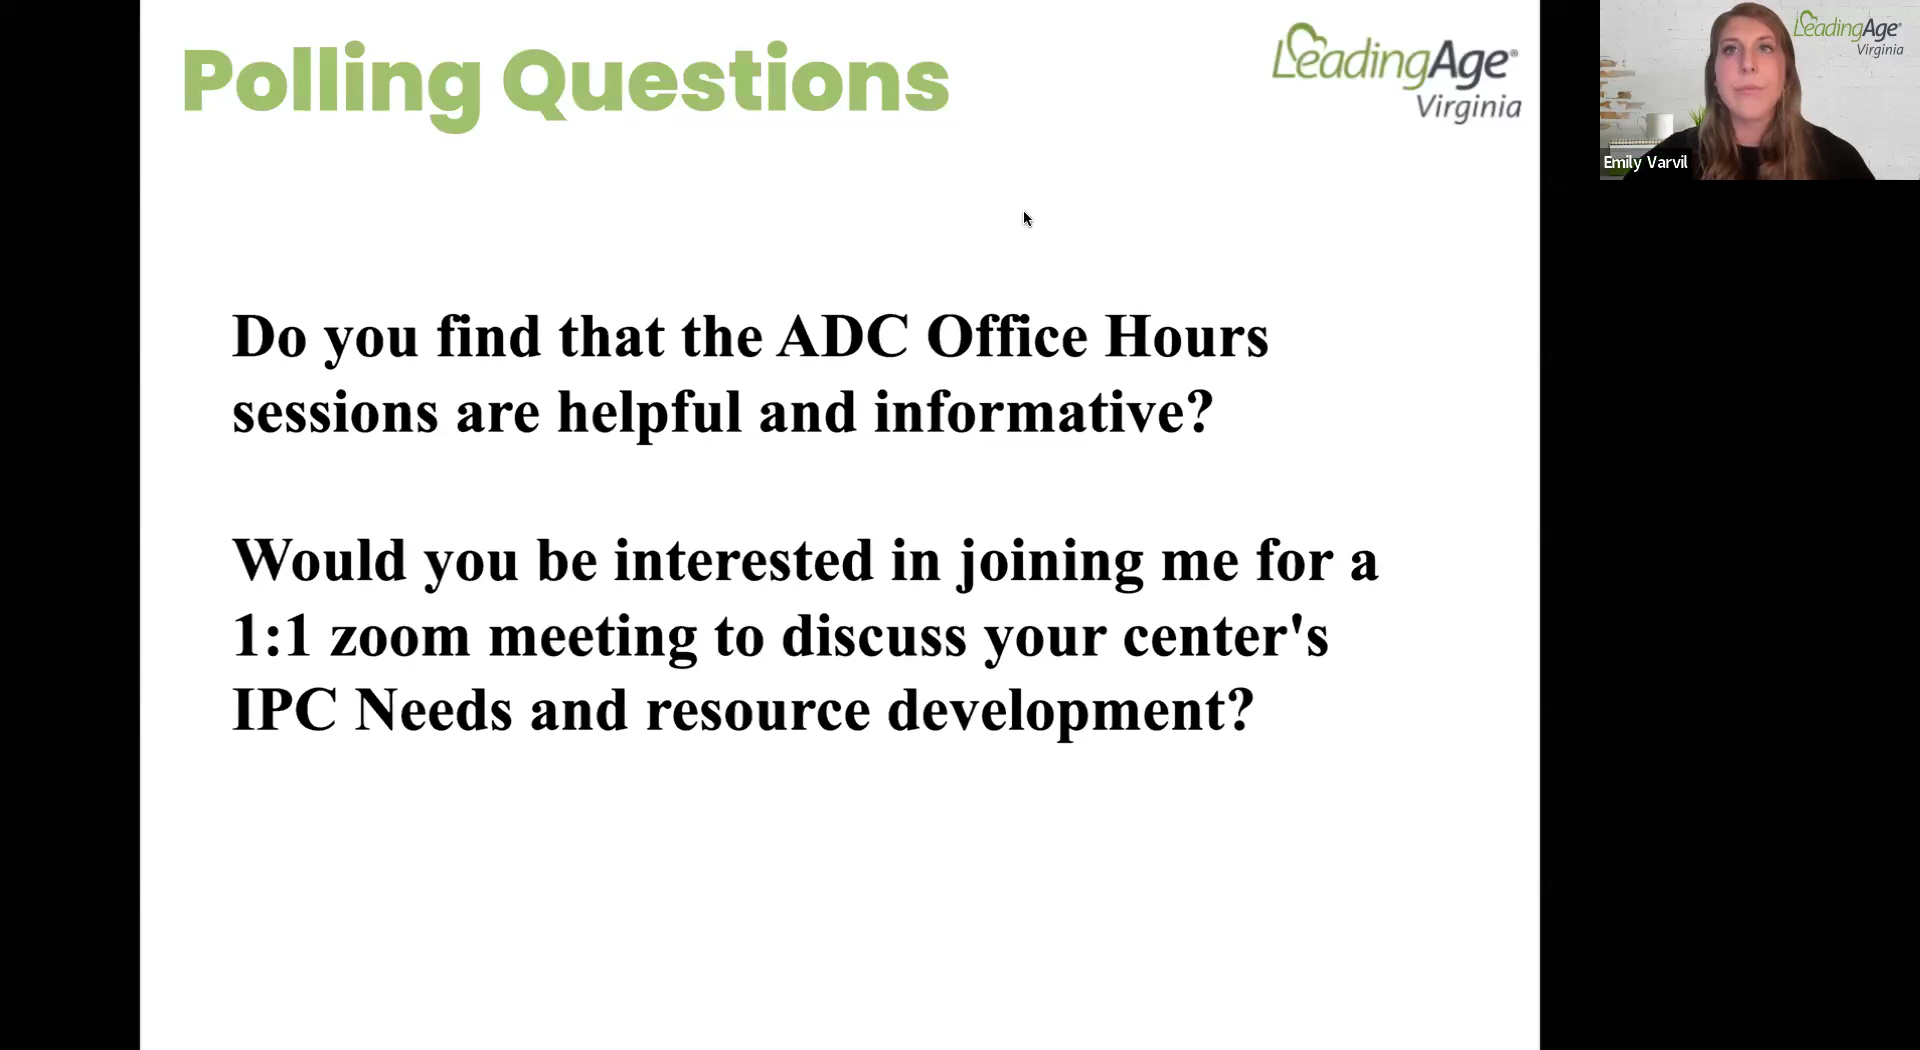 Polling Questions
LeadingAge®
Virginia
Do you find that the ADC Office Hours
sessions are helpful and informative?
Would you be interested in joining me for a
1:1 zoom meeting to discuss your center's
IPC Needs and resource development?
LeadingAge®
Virginia
Emily Varvil